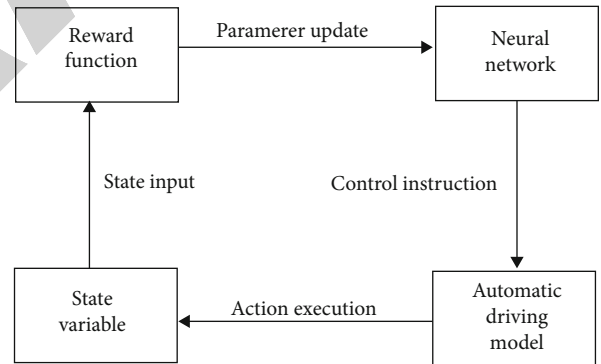 Reward
function
Paramerer update
Neural
network
State input
Control instruction
State
variable
Action execution
Automatic
driving
model